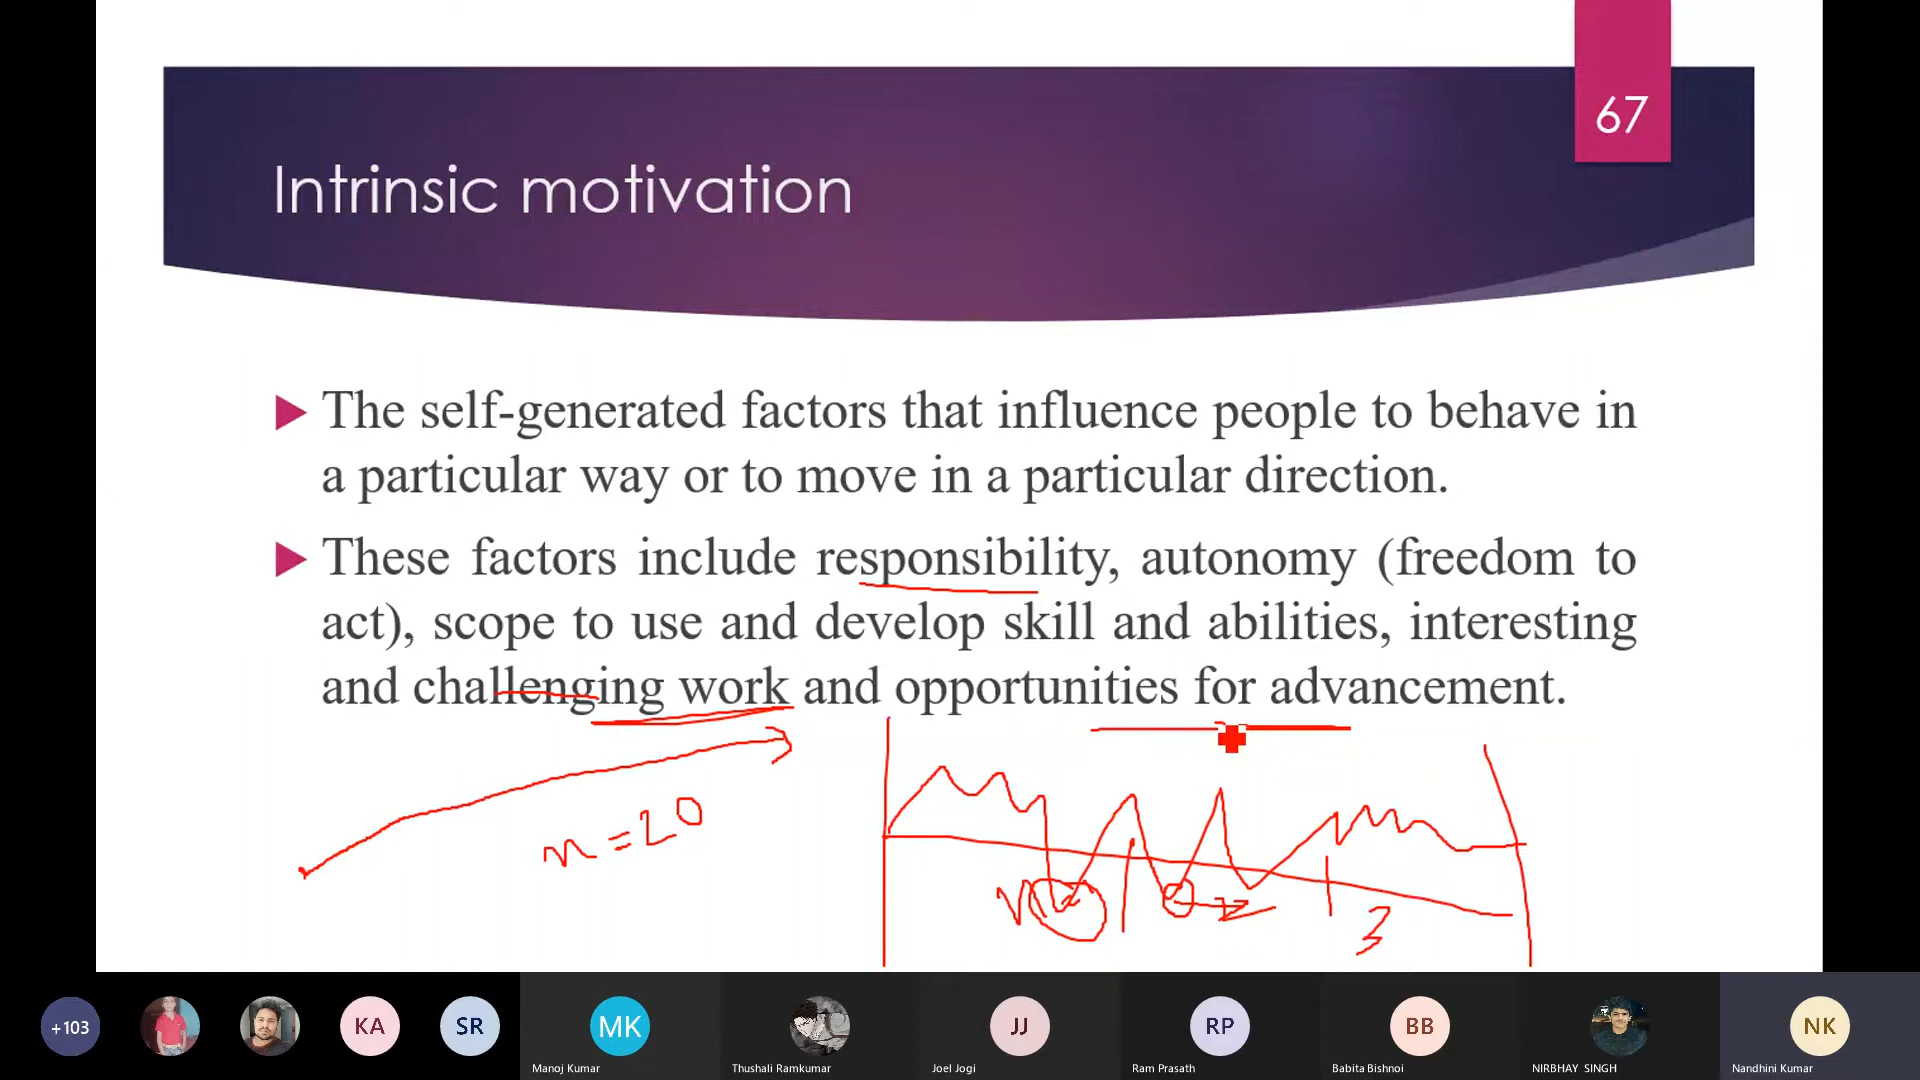 67
Intrinsic motivation
The self-generated factors that influence people to behave in
a particular way or to move in a particular direction.
These factors include responsibility, autonomy (freedom to
act), scope to use and develop skill and abilities, interesting
and challenging work and opportunities for advancement.
n=20
3
+103
KA
SR
MK
JJ
RP
BB
NK
Manoj Kumar
Thushali Ramkumar
Joel Jogi
Ram Prasath
Babita Bishnoi
NIRBHAY SINGH
Nandhini Kumar